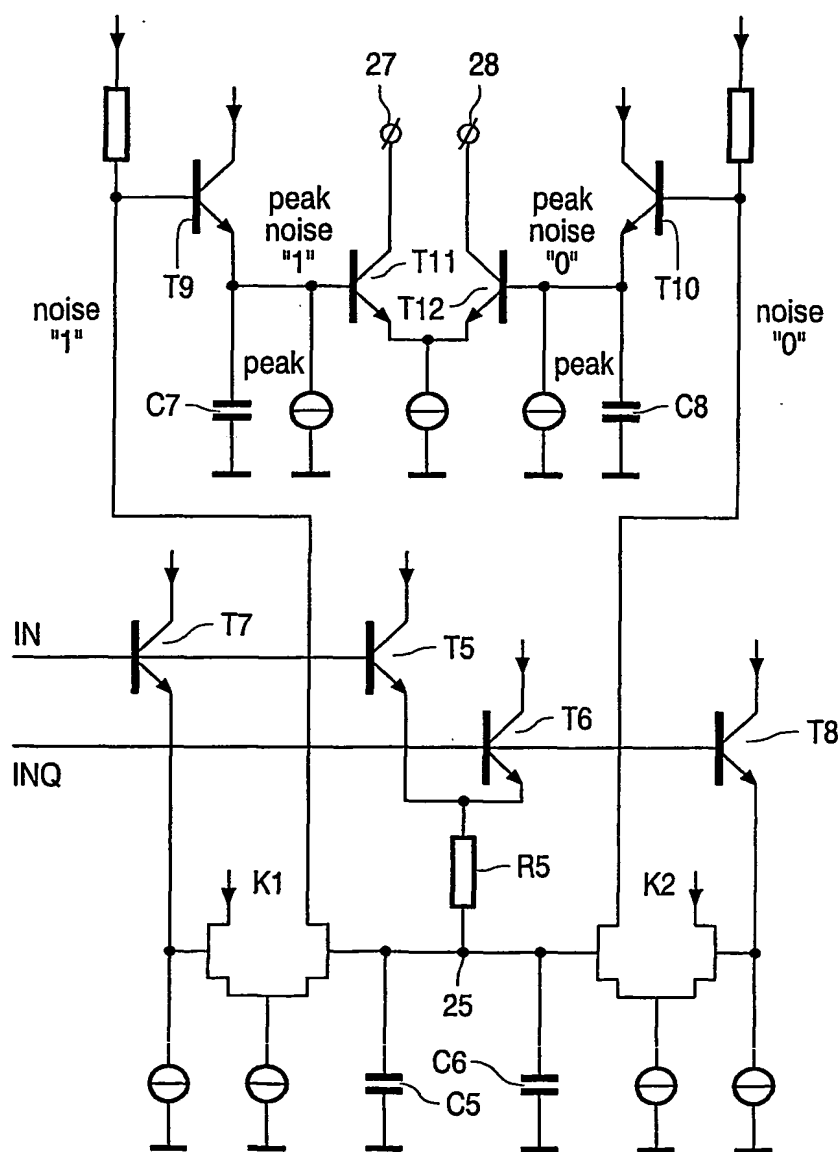 27
28
T9
peak
noise
"1"
T11
T12
peak
noise
"0"
T10
noise
"1"
noise
"0"
C7
peak
peak
C8
IN
T7
T5
INQ
T6
T8
R5
K1
K2
25
C5
C6